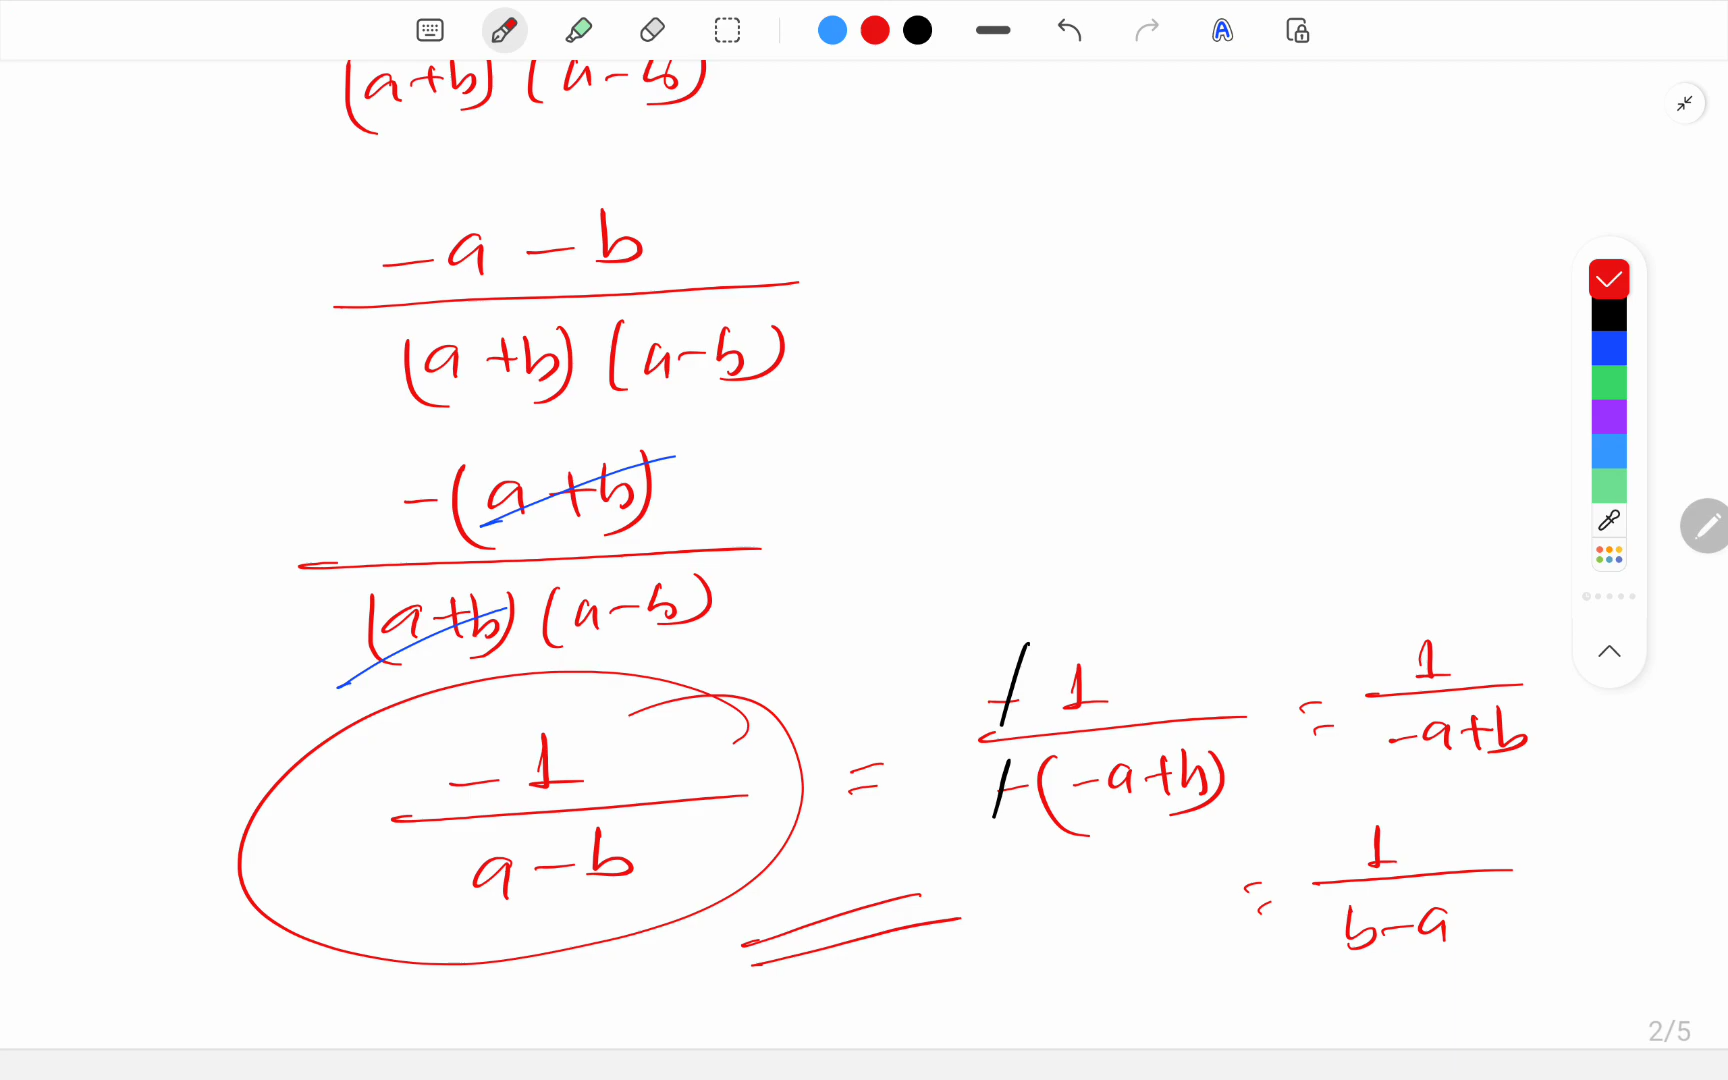 (a+b) (a-b)
-a - b
(a+b) (a-b)
-(a+b)
(a+b) (a-b)
-1
a-b
=
-1
-(-a+b)
=
1
-a+b
=
1
b-a
A
2/5